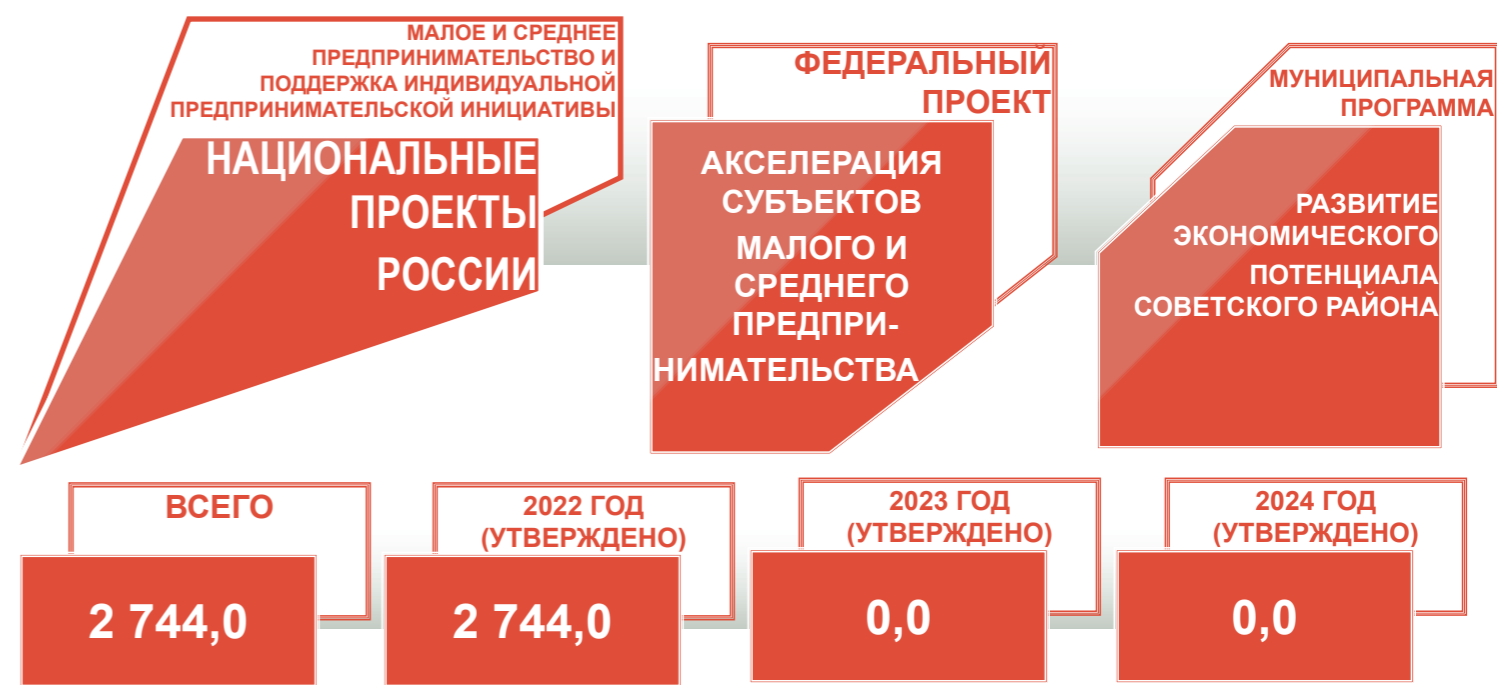 МАЛОЕ И СРЕДНЕЕ
ПРЕДПРИНИМАТЕЛЬСТВО И
ПОДДЕРЖКА ИНДИВИДУАЛЬНОЙ
ПРЕДПРИНИМАТЕЛЬСКОЙ ИНИЦИАТИВЫ
НАЦИОНАЛЬНЫЕ
ПРОЕКТЫ
РОССИИ
ФЕДЕРАЛЬНЫЙ
ПРОЕКТ
АКСЕЛЕРАЦИЯ
СУБЪЕКТОВ
МАЛОГО И
СРЕДНЕГО
ПРЕДПРИ-
НИМАТЕЛЬСТВА
МУНИЦИПАЛЬНАЯ
ПРОГРАММА
РАЗВИТИЕ
ЭКОНОМИЧЕСКОГО
ПОТЕНЦИАЛА
СОВЕТСКОГО РАЙОНА
ВСЕГО
2 744,0
2022 ГОД
(УТВЕРЖДЕНО)
2 744,0
2023 ГОД
(УТВЕРЖДЕНО)
0,0
2024 ГОД
(УТВЕРЖДЕНО)
0,0